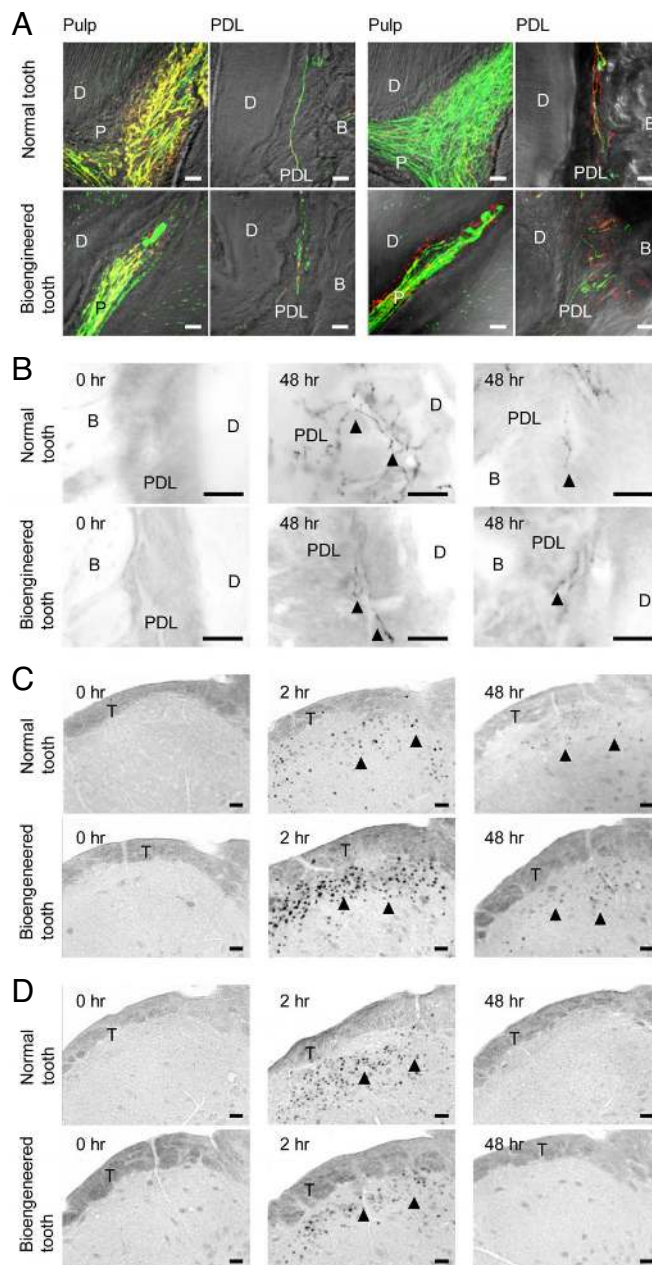 A
Pulp PDL Pulp PDL
Normal tooth
D P D B PDL D P D B PDL
Bioengineered tooth
D P D B PDL D P D B PDL
B
0 hr 48 hr 48 hr
Normal tooth
B D PDL PDL D PDL B
Bioengineered tooth
0 hr 48 hr 48 hr
B D PDL PDL D B PDL D
C
0 hr 2 hr 48 hr
Normal tooth
T T T
Bioengeneered tooth
0 hr 2 hr 48 hr
T T T
D
0 hr 2 hr 48 hr
Normal tooth
T T T
Bioengeneered tooth
0 hr 2 hr 48 hr
T T T